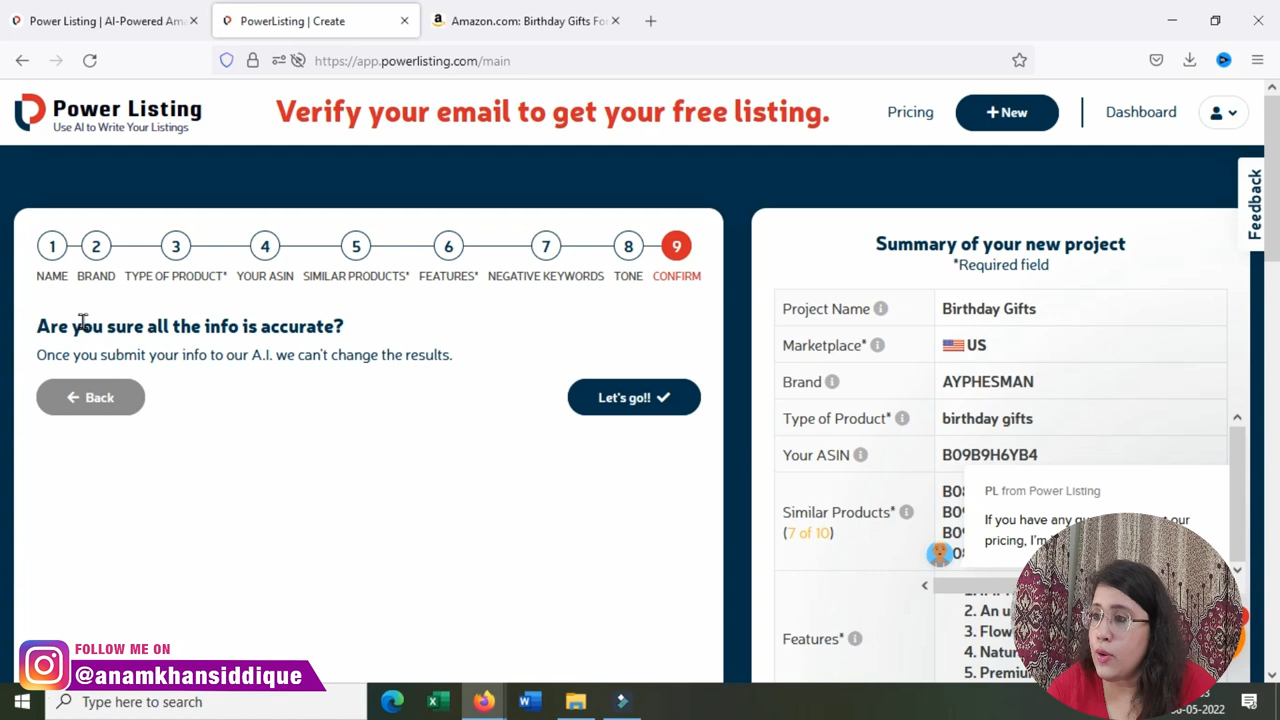 Power Listing | AI-Powered Ama
PowerListing | Create
Amazon.com: Birthday Gifts Fo
https://app.powerlisting.com/main
Power Listing
Use AI to Write Your Listings
Verify your email to get your free listing.
Pricing
+ New
Dashboard
Feedback
1 2 3 4 5 6 7 8 9
NAME BRAND TYPE OF PRODUCT* YOUR ASIN SIMILAR PRODUCTS* FEATURES* NEGATIVE KEYWORDS TONE CONFIRM
Are you sure all the info is accurate?
Once you submit your info to our A.I. we can't change the results.
Back
Let's go!!
Summary of your new project
*Required field
Project Name Birthday Gifts
Marketplace* US
Brand AYPHESMAN
Type of Product* birthday gifts
Your ASIN B09B9H6YB4
Similar Products*
(7 of 10)
PL from Power Listing
If you have any
pricing, I'm
Features*
2. An u
3. Flow
4. Natur
5. Premiu
FOLLOW ME ON
@anamkhansiddique
Type here to search